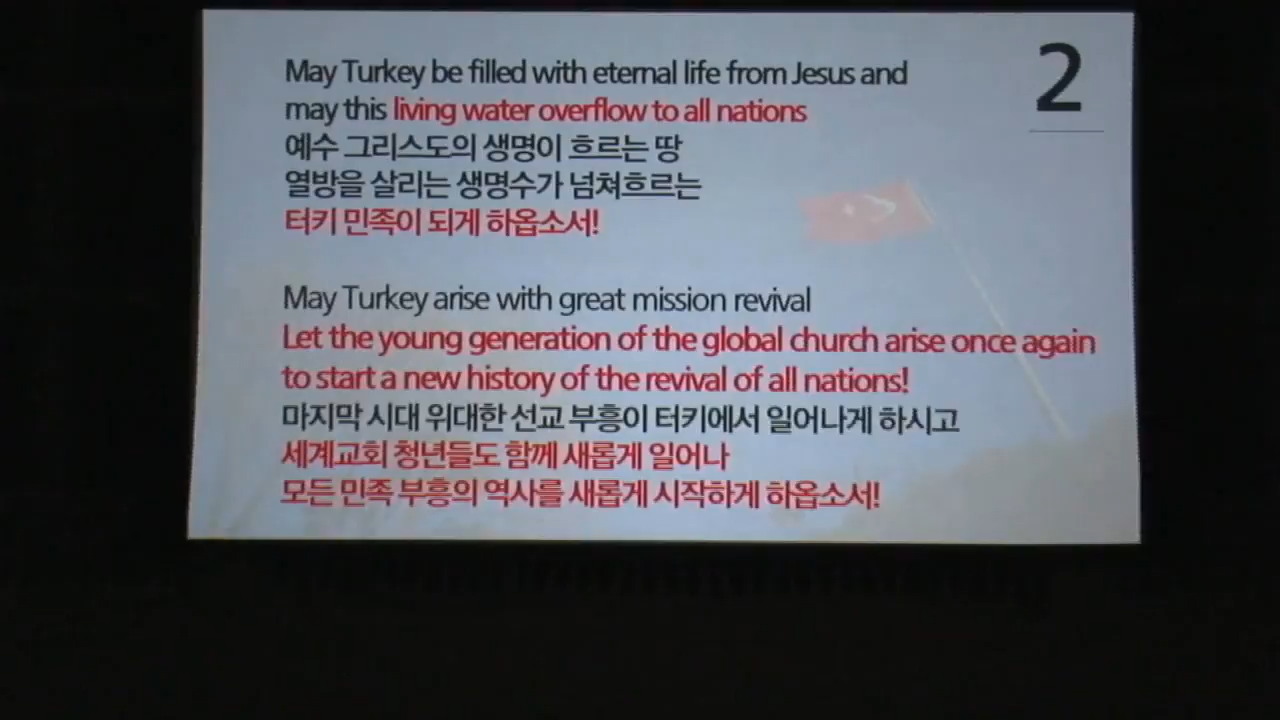 May Turkey be filled with eternal life from Jesus and
may this living water overflow to all nations
예수 그리스도의 생명이 흐르는 땅
열방을 살리는 생명수가 넘쳐흐르는
터키 민족이 되게 하옵소서!
2
May Turkey arise with great mission revival
Let the young generation of the global church arise once again
to start a new history of the revival of all nations!
마지막 시대 위대한 선교 부흥이 터키에서 일어나게 하시고
세계교회 청년들도 함께 새롭게 일어나
모든 민족 부흥의 역사를 새롭게 시작하게 하옵소서!